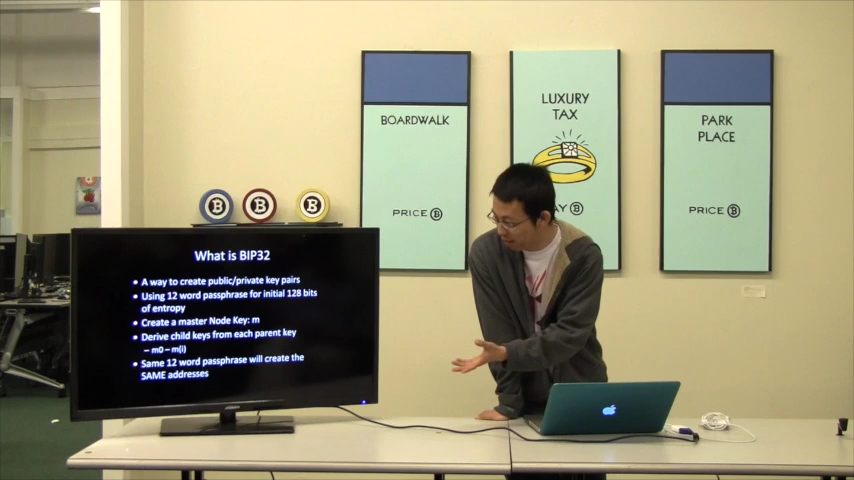 BOARDWALK
PRICE
LUXURY
TAX
AY
PARK
PLACE
PRICE
What is BIP32
• A way to create public/private key pairs
• Using 12 word passphrase for initial 128 bits
of entropy
• Create a master Node Key: m
• Derive child keys from each parent key
– m0 – m(i)
• Same 12 word passphrase will create the
SAME addresses